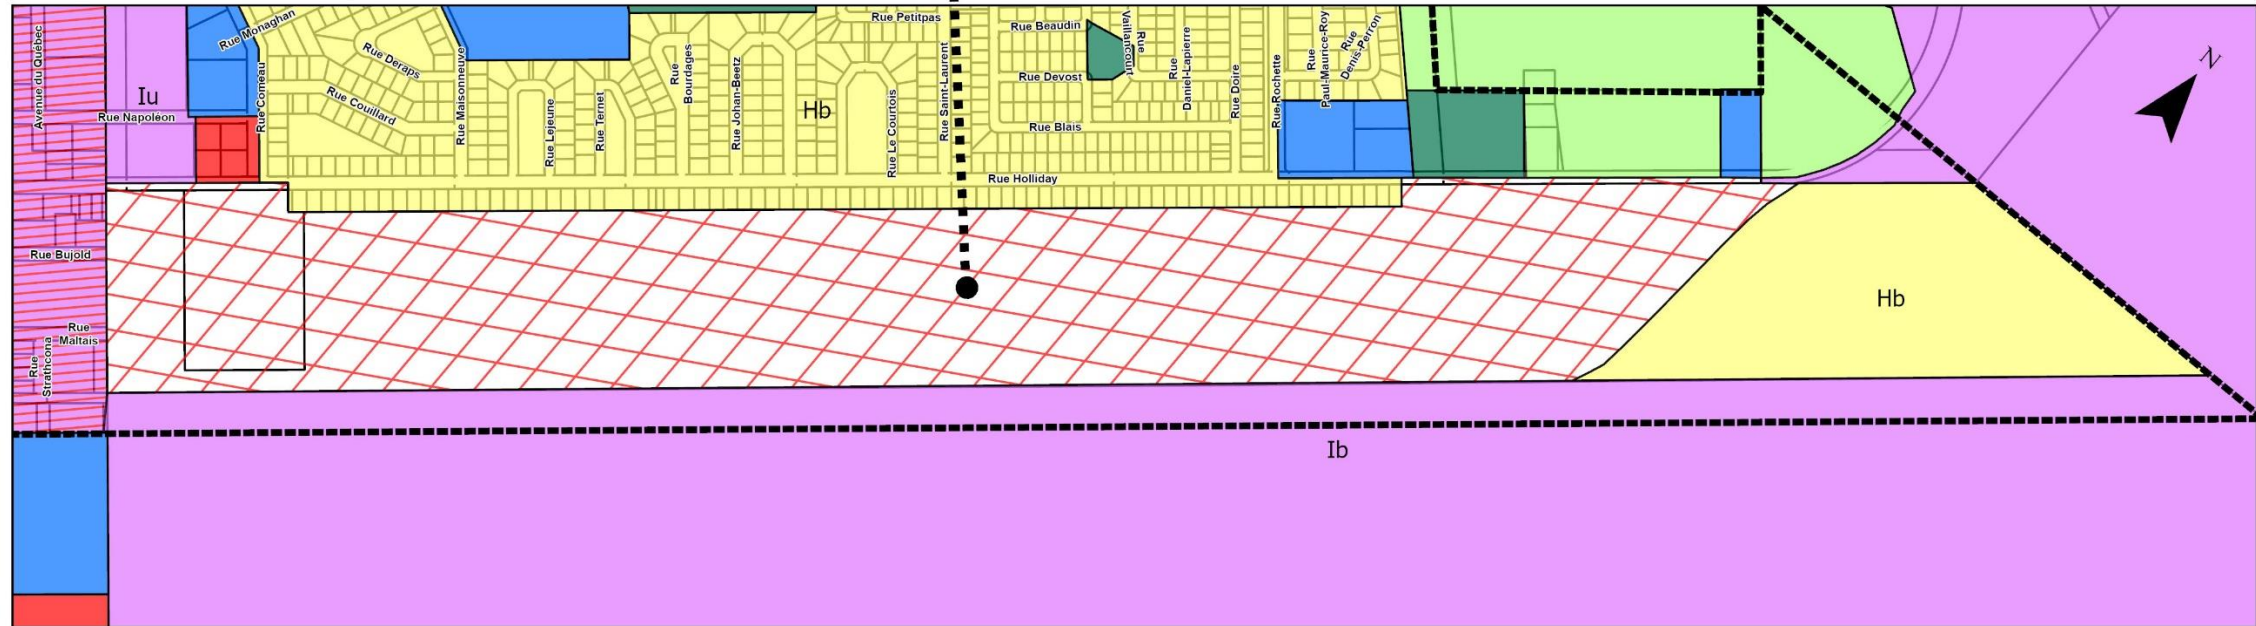 Avenue du Québec
Iu
Rue Napoléon
Rue Monaghan
Rue Comeau
Rue Deraps
Rue Couillard
Rue Maisonneuve
Rue Lejeune
Rue Ternet
Rue
Bourdages
Rue Johan-Beetz
Hb
Rue Petitpas
Rue Le Courtois
Rue Saint-Laurent
Rue Beaudin
Rue Devost
Rue Blais
Rue Holliday
Rue
Vaillancourt
Rue
Daniel-Lapierre
Rue Doire
Rue Rochette
Rue
Paul-Maurice-Roy
Rue
Denis-Perron
N
Rue Bujold
Rue
Maltais
Rue
Strathcona
Hb
Ib